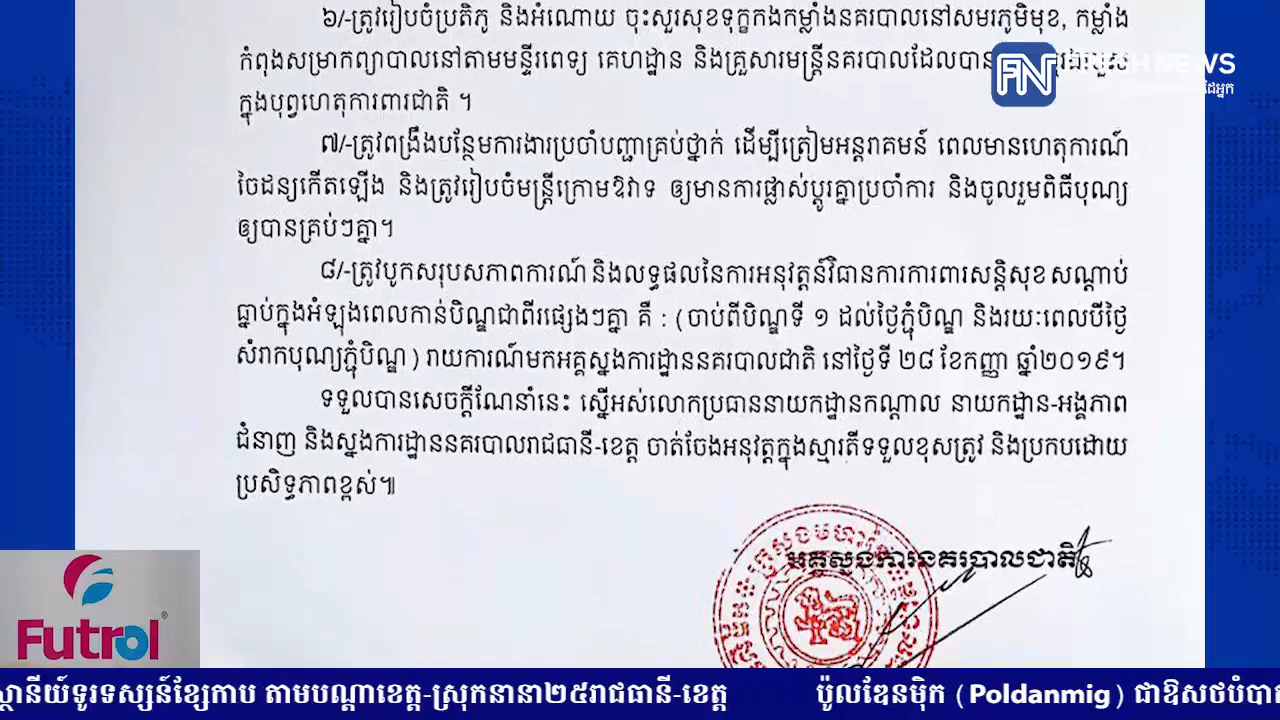 ៦/-ត្រូវរៀបចំប្រតិភូ និងអំណោយ ចុះសួរសុខទុក្ខកងកម្លាំងនគរបាលនៅសមរភូមិមុខ, កម្លាំង
កំពុងសម្រាកព្យាបាលនៅតាមមន្ទីរពេទ្យ គេហដ្ឋាន និងគ្រួសារមន្ត្រីនគរបាលដែលបាន
ក្នុងបុព្វហេតុការពារជាតិ ។
៧/-ត្រូវពង្រឹងបន្ថែមការងារប្រចាំបញ្ជាគ្រប់ថ្នាក់ ដើម្បីត្រៀមអន្តរាគមន៍ ពេលមានហេតុការណ៍
ចៃដន្យកើតឡើង និងត្រូវរៀបចំមន្ត្រីក្រោមឱវាទ ឲ្យមានការផ្លាស់ប្តូរគ្នាប្រចាំការ និងចូលរួមពិធីបុណ្យ
ឲ្យបានគ្រប់ៗគ្នា។
៨/-ត្រូវបូកសរុបសភាពការណ៍ និងលទ្ធផលនៃការអនុវត្តន៍វិធានការការពារសន្តិសុខ សណ្តាប់
ធ្នាប់ក្នុងអំឡុងពេលកាន់បិណ្ឌជាពីរផ្សេងៗគ្នា គឺ : (ចាប់ពីបិណ្ឌទី ១ ដល់ថ្ងៃភ្ជុំបិណ្ឌ និងរយៈពេលបីថ្ងៃ
សំរាកបុណ្យភ្ជុំបិណ្ឌ) រាយការណ៍មកអគ្គស្នងការដ្ឋាននគរបាលជាតិ នៅថ្ងៃទី ២៨ ខែកញ្ញា ឆ្នាំ២០១៩។
ទទួលបានសេចក្តីណែនាំនេះ ស្នើអស់លោកប្រធាននាយកដ្ឋានកណ្តាល នាយកដ្ឋាន-អង្គភាព
ជំនាញ និងស្នងការដ្ឋាននគរបាលរាជធានី-ខេត្ត ចាត់ចែងអនុវត្តក្នុងស្មារតីទទួលខុសត្រូវ និងប្រកបដោយ
ប្រសិទ្ធភាពខ្ពស់៕
អគ្គស្នងការនគរបាលជាតិ
FN
NEWS
ដៃអ្នក
Futrol
ស្ថានីយ៍ទូរទស្សន៍ខ្សែកាប តាមបណ្តាខេត្ត-ស្រុកនានា២៥រាជធានី-ខេត្ត
ប៉ូលឌែនម៉ិក (Poldanmig) ជាឱសថបំបា